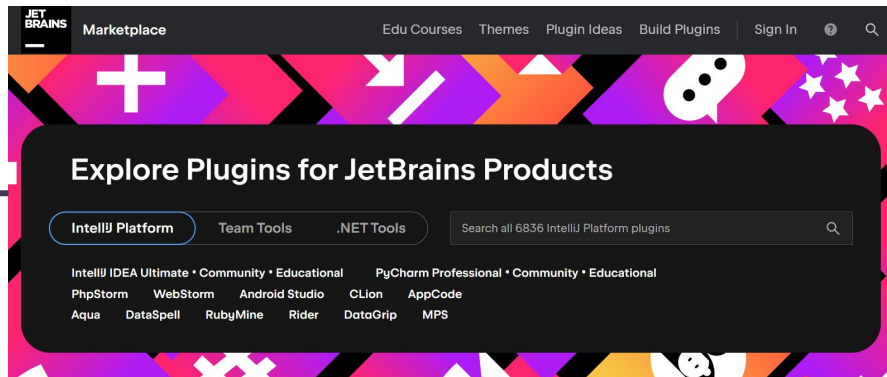 JET
BRAINS
Marketplace
Edu Courses Themes Plugin Ideas Build Plugins Sign In ?
Explore Plugins for JetBrains Products
IntelliJ Platform Team Tools .NET Tools Search all 6836 IntelliJ Platform plugins
IntelliJ IDEA Ultimate • Community • Educational PyCharm Professional • Community • Educational
PhpStorm WebStorm Android Studio CLion AppCode
Aqua DataSpell RubyMine Rider DataGrip MPS